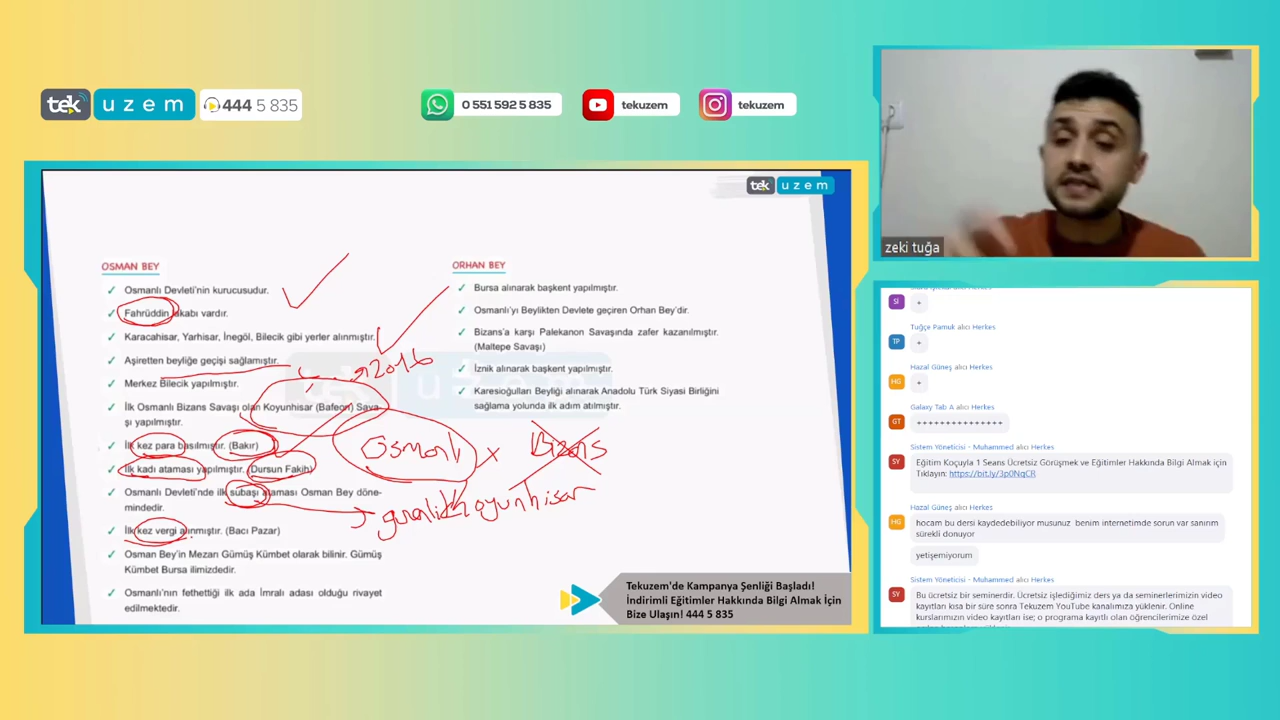 tek uzem 444 5 835
0 551 592 5 835
tekuzem
tekuzem
zeki tuğa
tek uzem
OSMAN BEY
✓ Osmanlı Devleti'nin kurucusudur.
✓ Fahrüddin lakabı vardır.
✓ Karacahisar, Yarhisar, İnegöl, Bilecik gibi yerler alınmıştır.
✓ Aşiretten beyliğe geçişi sağlamıştır.
✓ Merkez Bilecik yapılmıştır.
✓ İlk Osmanlı Bizans Savaşı olan Koyunhisar (Bafeon) Sava-
şı yapılmıştır.
✓ İlk kez para basılmıştır. (Bakır)
✓ İlk kadı ataması yapılmıştır. (Dursun Fakih)
✓ Osmanlı Devleti'nde ilk subaşı ataması Osman Bey döne-
mindedir.
✓ İlk kez vergi alınmıştır. (Bacı Pazar)
✓ Osman Bey'in Mezarı Gümüş Kümbet olarak bilinir. Gümüş
Kümbet Bursa ilimizdedir.
✓ Osmanlı'nın fethettiği ilk ada İmralı adası olduğu rivayet
edilmektedir.
2016
Osmanlı x Bizans
Koyunhisar
güvenlik
ORHAN BEY
✓ Bursa alınarak başkent yapılmıştır.
✓ Osmanlı'yı Beylikten Devlete geçiren Orhan Bey'dir.
✓ Bizans'a karşı Palekanon Savaşında zafer kazanılmıştır.
(Maltepe Savaşı)
✓ İznik alınarak başkent yapılmıştır.
✓ Karesioğulları Beyliği alınarak Anadolu Türk Siyasi Birliğini
sağlama yolunda ilk adım atılmıştır.
tek uzem
Tekuzem'de Kampanya Şenliği Başladı!
İndirimli Eğitimler Hakkında Bilgi Almak İçin
Bize Ulaşın! 444 5 835
alıcı Herkes
Sİ +
Tuğçe Pamuk alıcı Herkes
TP +
Hazal Güneş alıcı Herkes
HG +
Galaxy Tab A alıcı Herkes
GT +++++++++++++++
Sistem Yöneticisi - Muhammed alıcı Herkes
SY Eğitim Koçuyla 1 Seans Ücretsiz Görüşmek ve Eğitimler Hakkında Bilgi Almak için
Tıklayın: https://bit.ly/3p0NqCR
Hazal Güneş alıcı Herkes
HG hocam bu dersi kaydedebiliyor musunuz benim internetimde sorun var sanırım
sürekli donuyor
yetişemiyorum
Sistem Yöneticisi - Muhammed alıcı Herkes
SY Bu ücretsiz bir seminerdir. Ücretsiz işlediğimiz ders ya da seminerlerimizin video
kayıtları kısa bir süre sonra Tekuzem YouTube kanalımıza yüklenir. Online
kurslarımızın video kayıtları ise; o programa kayıtlı olan öğrencilerimize özel